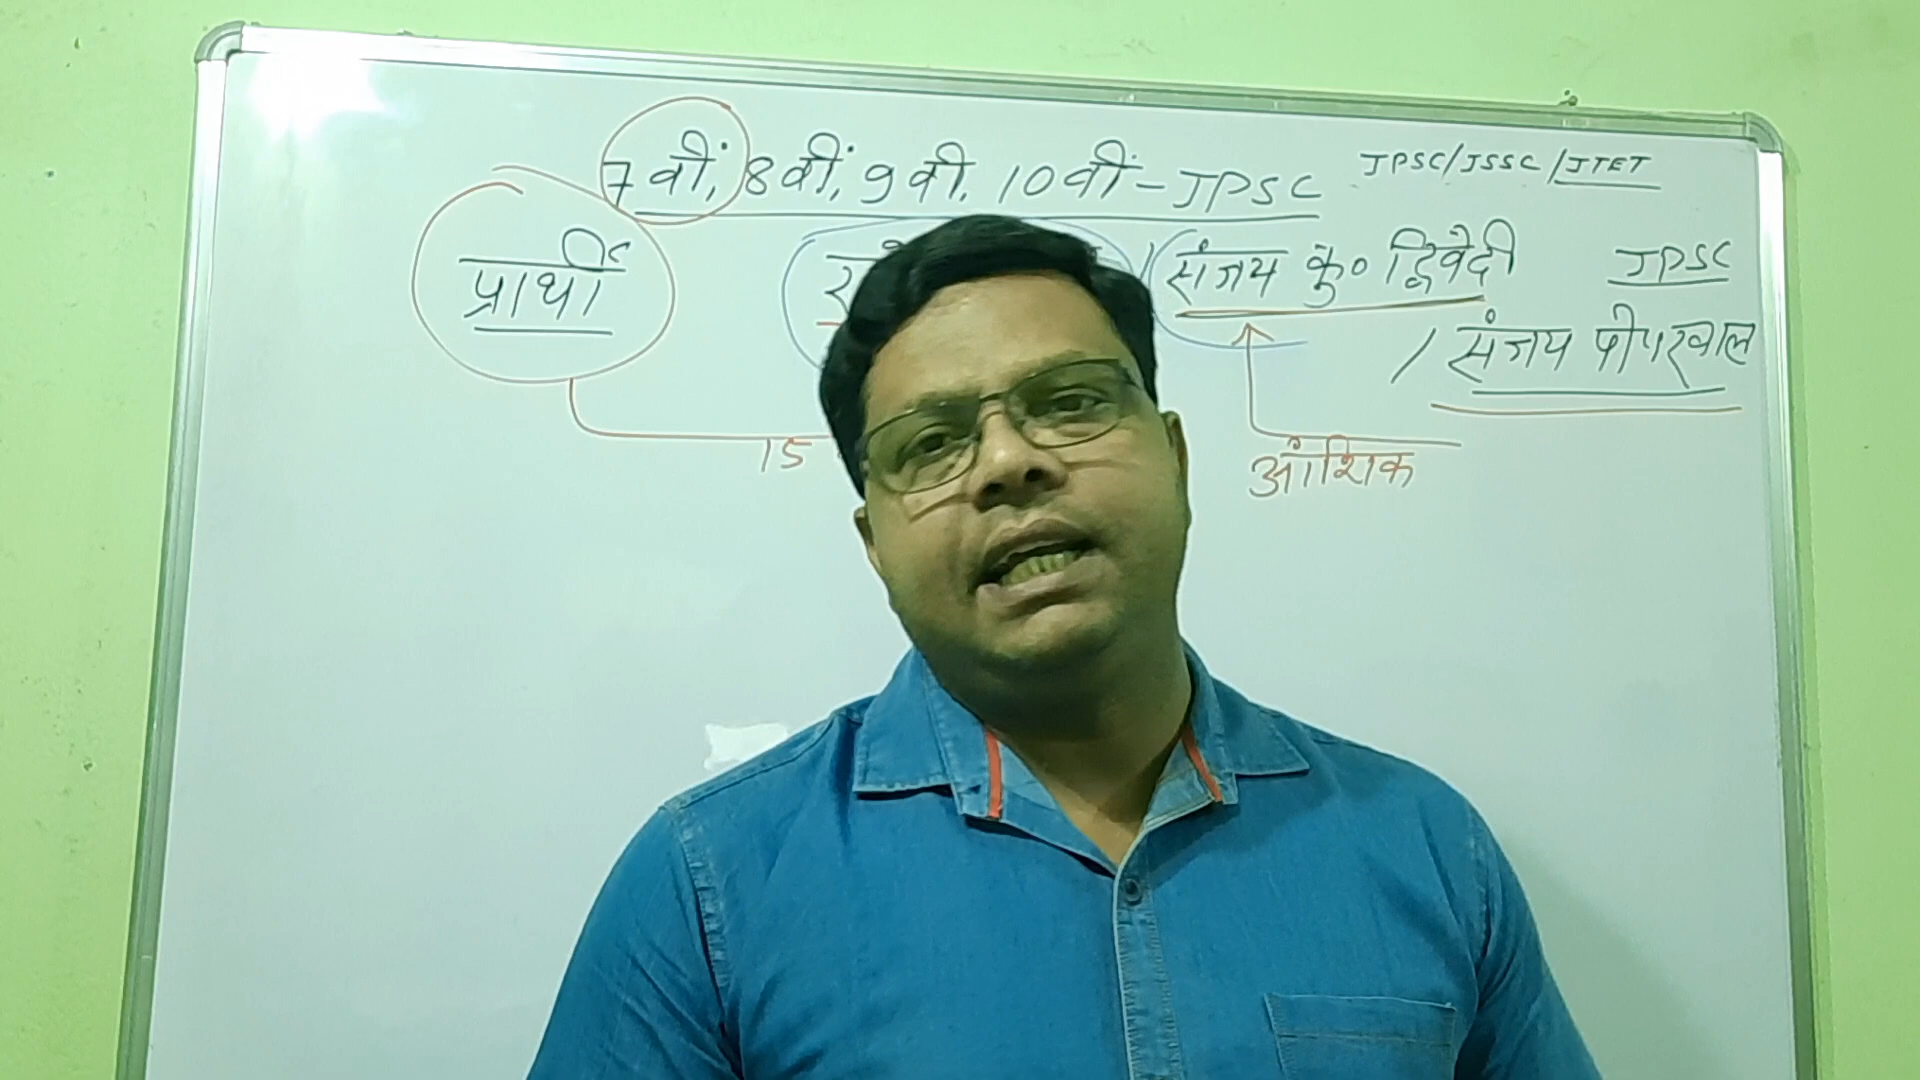 7वीं, 8वीं, 9वी. 10वीं - JPSC
JPSC/JSSC/JTET
प्रार्थी
/ संजय कु० द्विवेदी
JPSC
/ संजय पीपरवाल
15
आंशिक